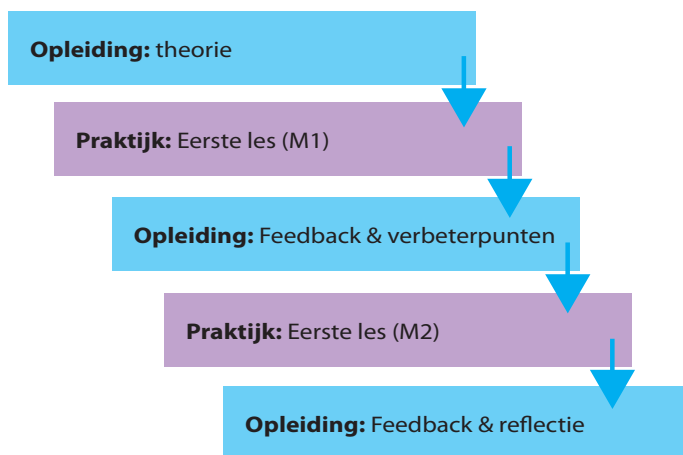 Opleiding: theorie
Praktijk: Eerste les (M1)
Opleiding: Feedback & verbeterpunten
Praktijk: Eerste les (M2)
Opleiding: Feedback & reflectie